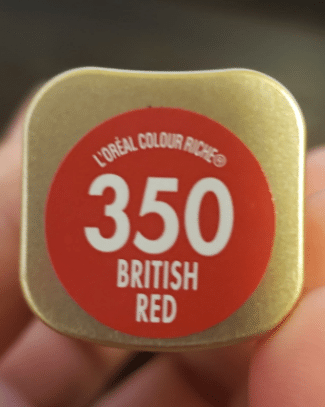 L'ORÉAL COLOUR RICHE®
350
BRITISH
RED